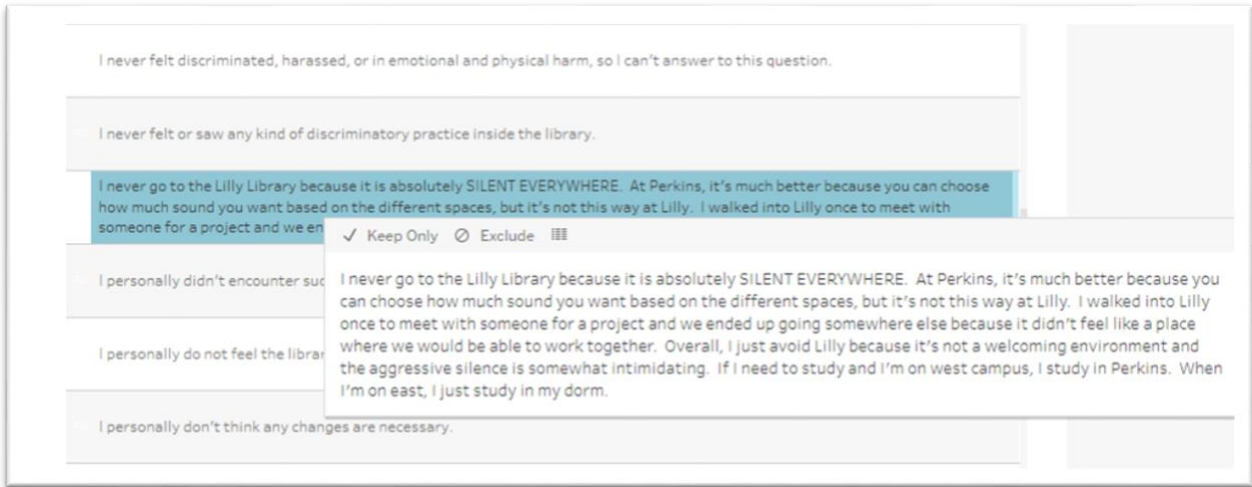 I never felt discriminated, harassed, or in emotional and physical harm, so I can't answer to this question.
I never felt or saw any kind of discriminatory practice inside the library.
I never go to the Lilly Library because it is absolutely SILENT EVERYWHERE.  At Perkins, it's much better because you can choose
how much sound you want based on the different spaces, but it's not this way at Lilly.  I walked into Lilly once to meet with
someone for a project and we en
Keep Only Exclude
I never go to the Lilly Library because it is absolutely SILENT EVERYWHERE.  At Perkins, it's much better because you
can choose how much sound you want based on the different spaces, but it's not this way at Lilly.  I walked into Lilly
once to meet with someone for a project and we ended up going somewhere else because it didn't feel like a place
where we would be able to work together.  Overall, I just avoid Lilly because it's not a welcoming environment and
the aggressive silence is somewhat intimidating.  If I need to study and I'm on west campus, I study in Perkins.  When
I'm on east, I just study in my dorm.
I personally didn't encounter suc
I personally do not feel the librar
I personally don't think any changes are necessary.